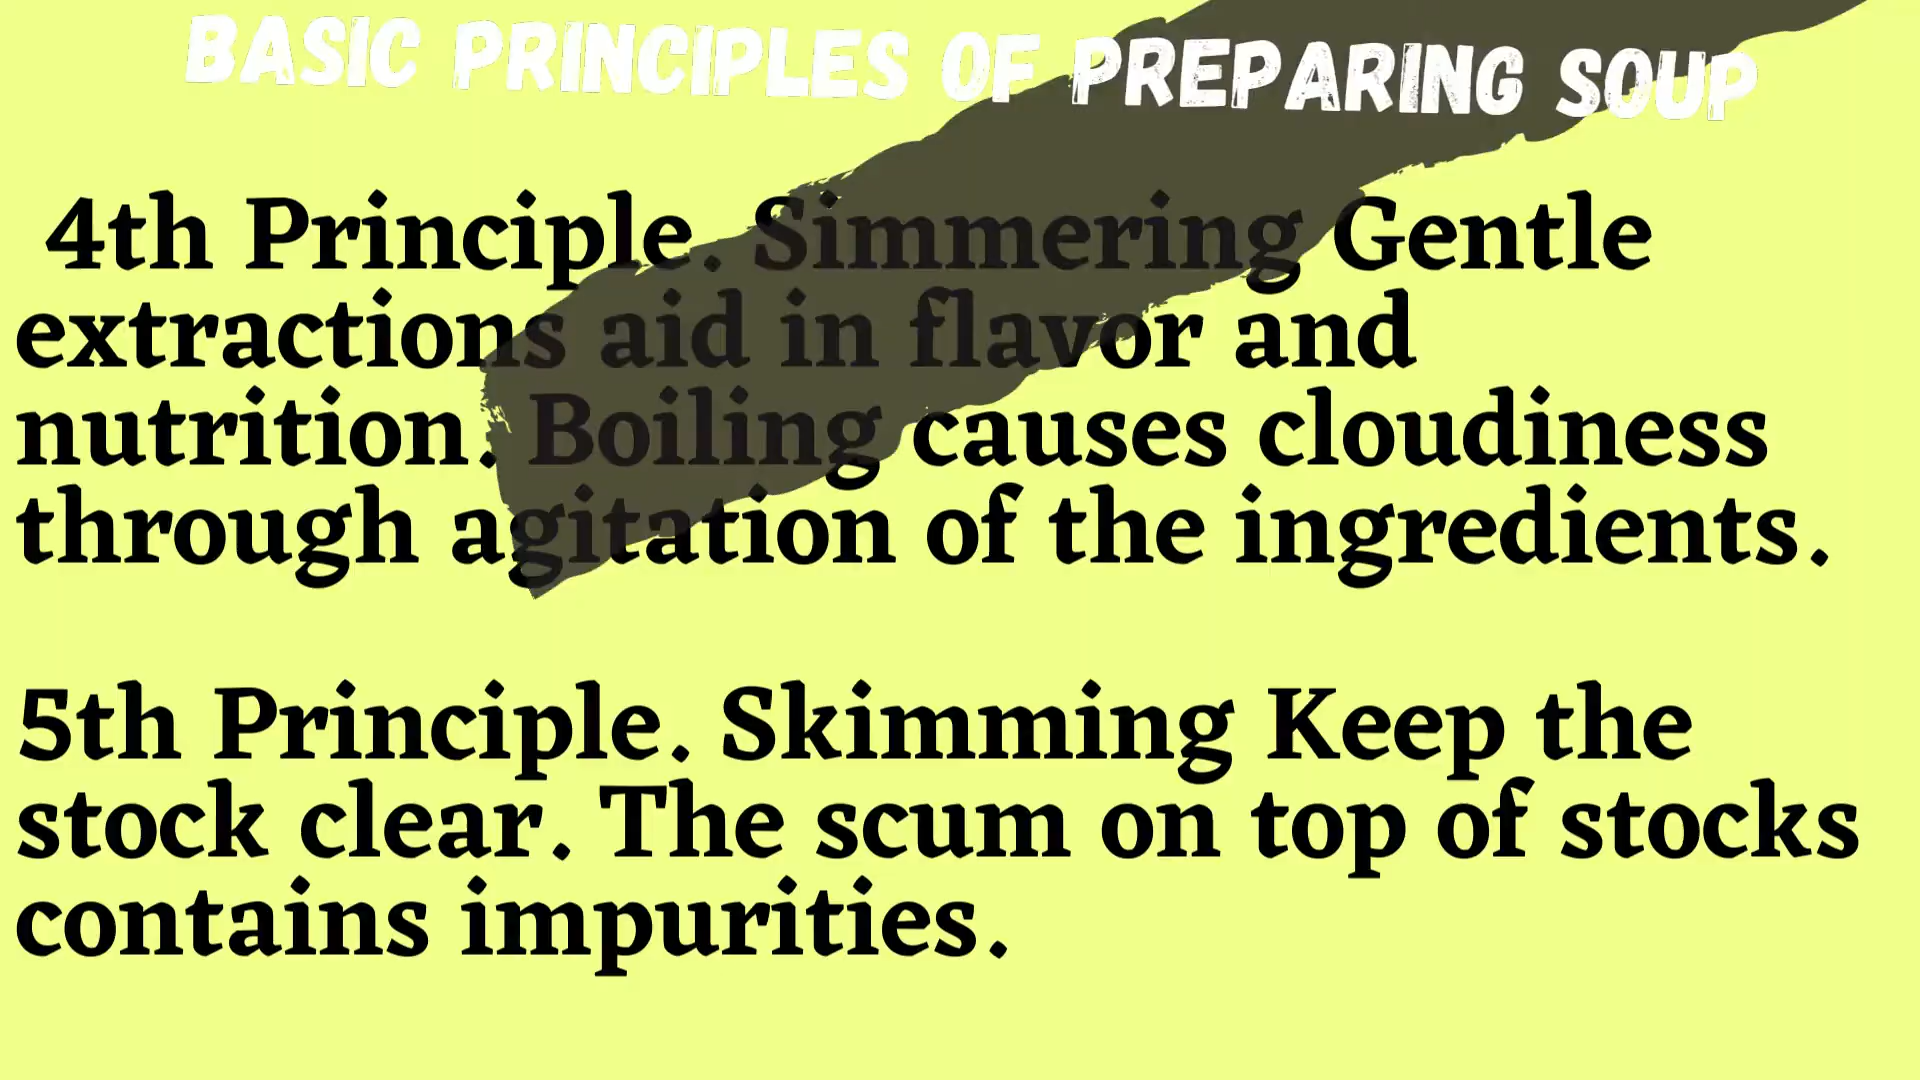 BASIC PRINCIPLES OF PREPARING SOUP
4th Principle. Simmering Gentle
extractions aid in flavor and
nutrition. Boiling causes cloudiness
through agitation of the ingredients.
5th Principle. Skimming Keep the
stock clear. The scum on top of stocks
contains impurities.